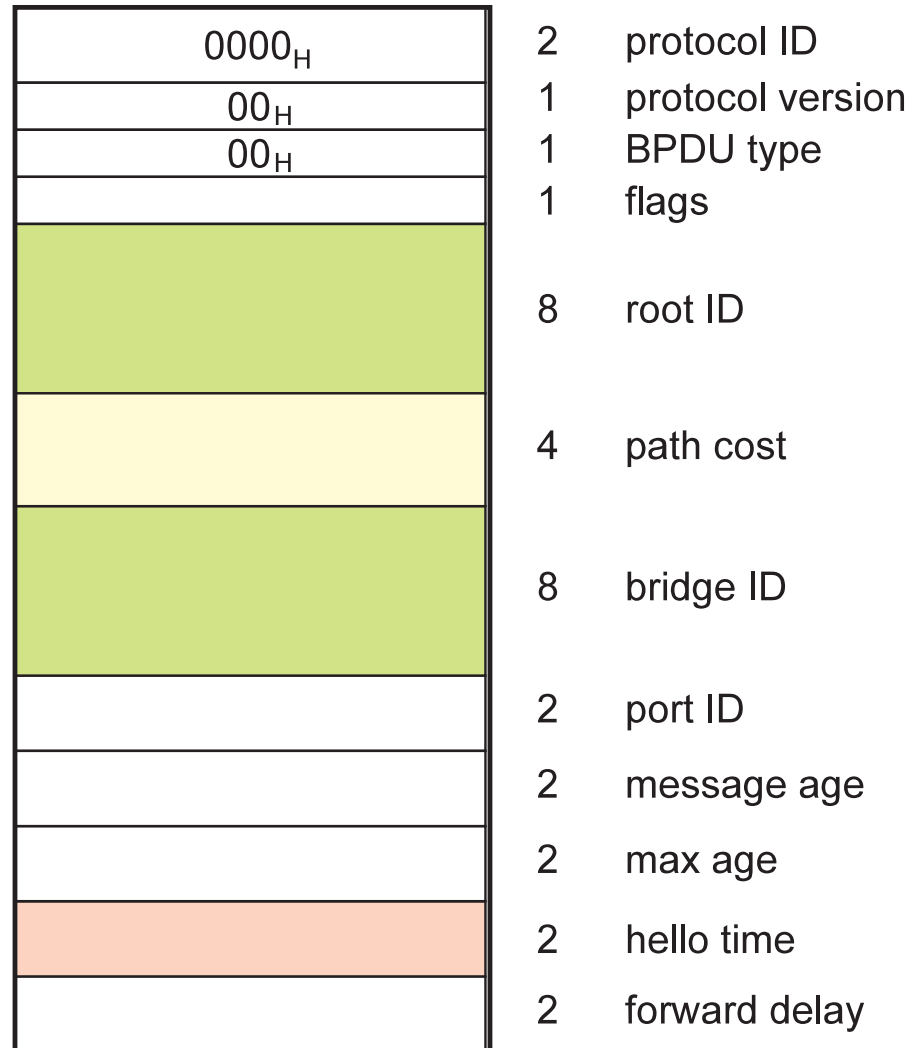 0000H 2 protocol ID
00H 1 protocol version
00H 1 BPDU type
1 flags
8 root ID
4 path cost
8 bridge ID
2 port ID
2 message age
2 max age
2 hello time
2 forward delay